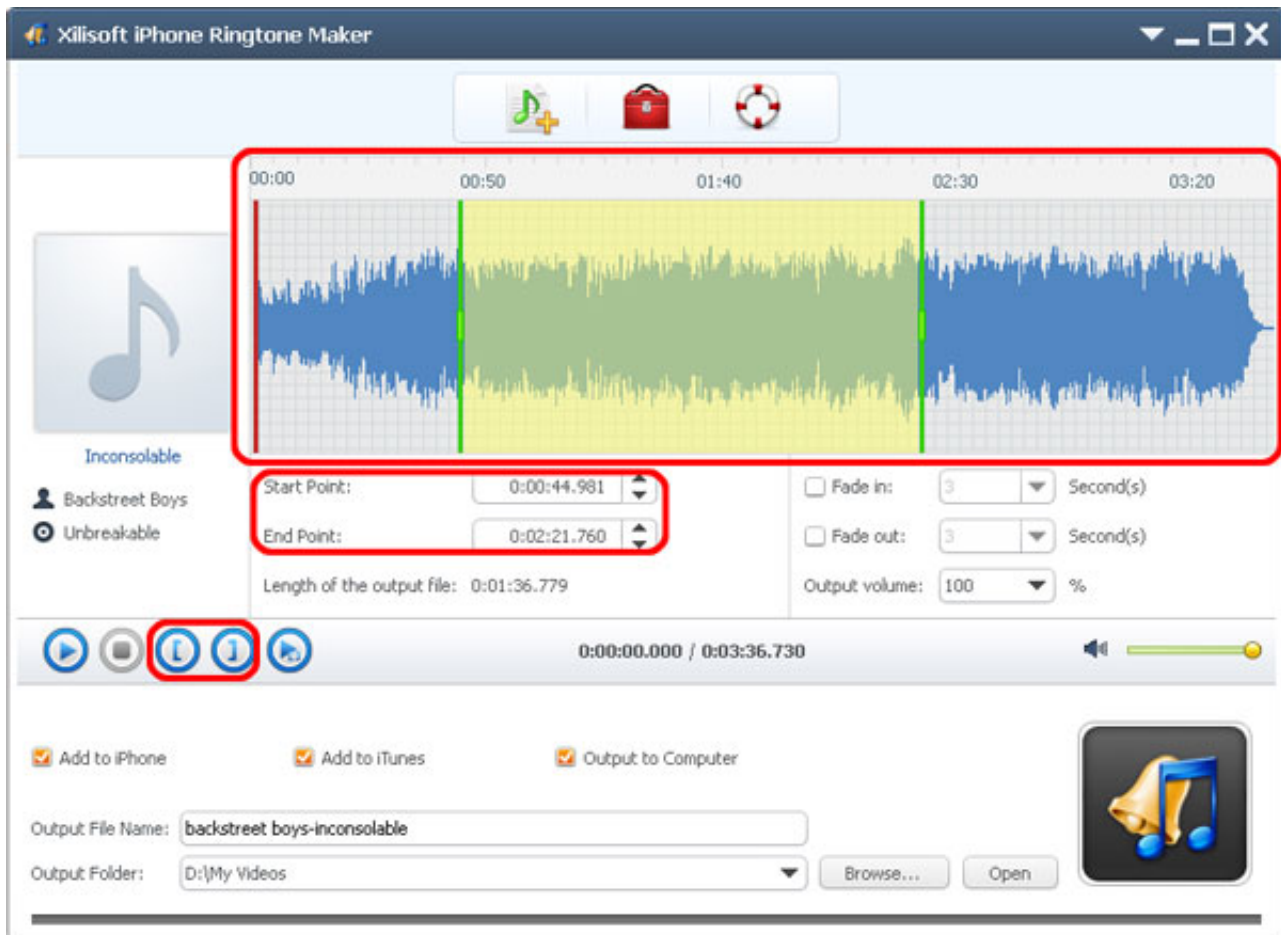 Xilisoft iPhone Ringtone Maker
00:00 00:50 01:40 02:30 03:20
Inconsolable
Backstreet Boys
Unbreakable
Start Point: 0:00:44.981
End Point: 0:02:21.760
Length of the output file: 0:01:36.779
Fade in: 3 Second(s)
Fade out: 3 Second(s)
Output volume: 100 %
[ ] 0:00:00.000 / 0:03:36.730
Add to iPhone Add to iTunes Output to Computer
Output File Name: backstreet boys-inconsolable
Output Folder: D:\My Videos Browse... Open